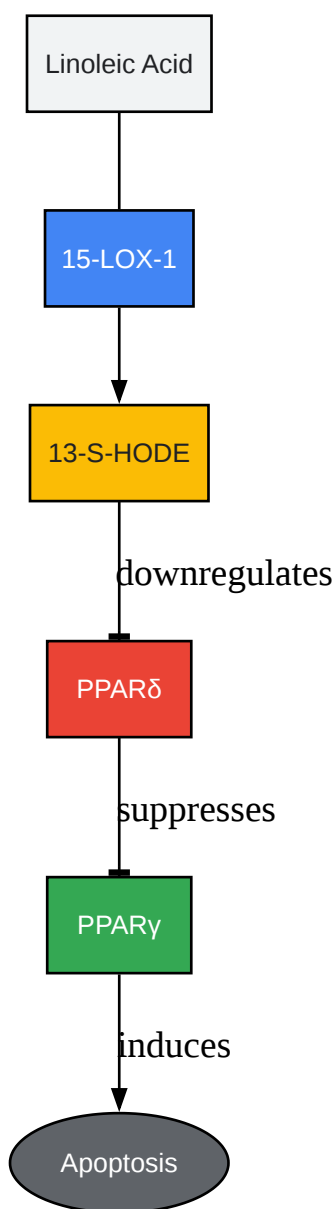 Linoleic Acid
15-LOX-1
13-S-HODE
downregulates
PPARδ
suppresses
PPARγ
induces
Apoptosis